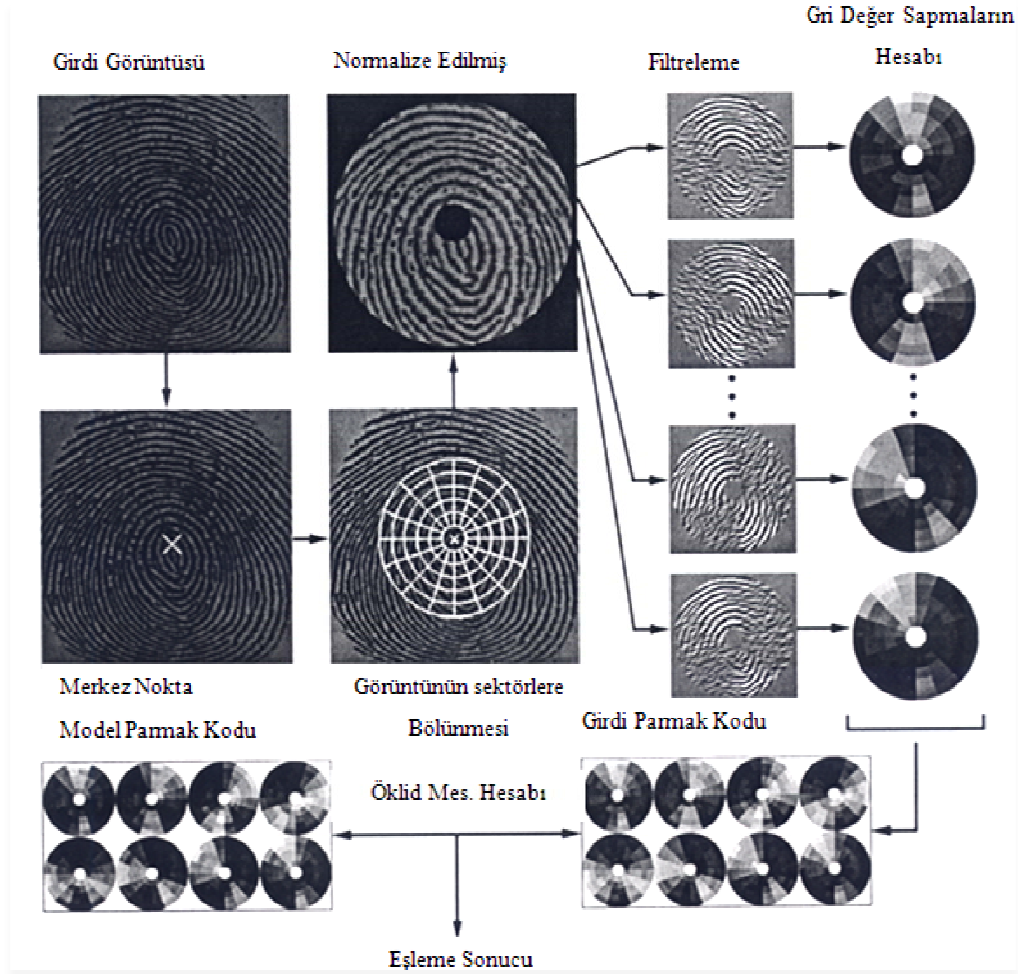 Gri Değer Sapmaların
Hesabı
Girdi Görüntüsü
Normalize Edilmiş
Filtreleme
Merkez Nokta
Görüntünün sektörlere
Bölünmesi
Model Parmak Kodu
Girdi Parmak Kodu
Öklid Mes. Hesabı
Eşleme Sonucu